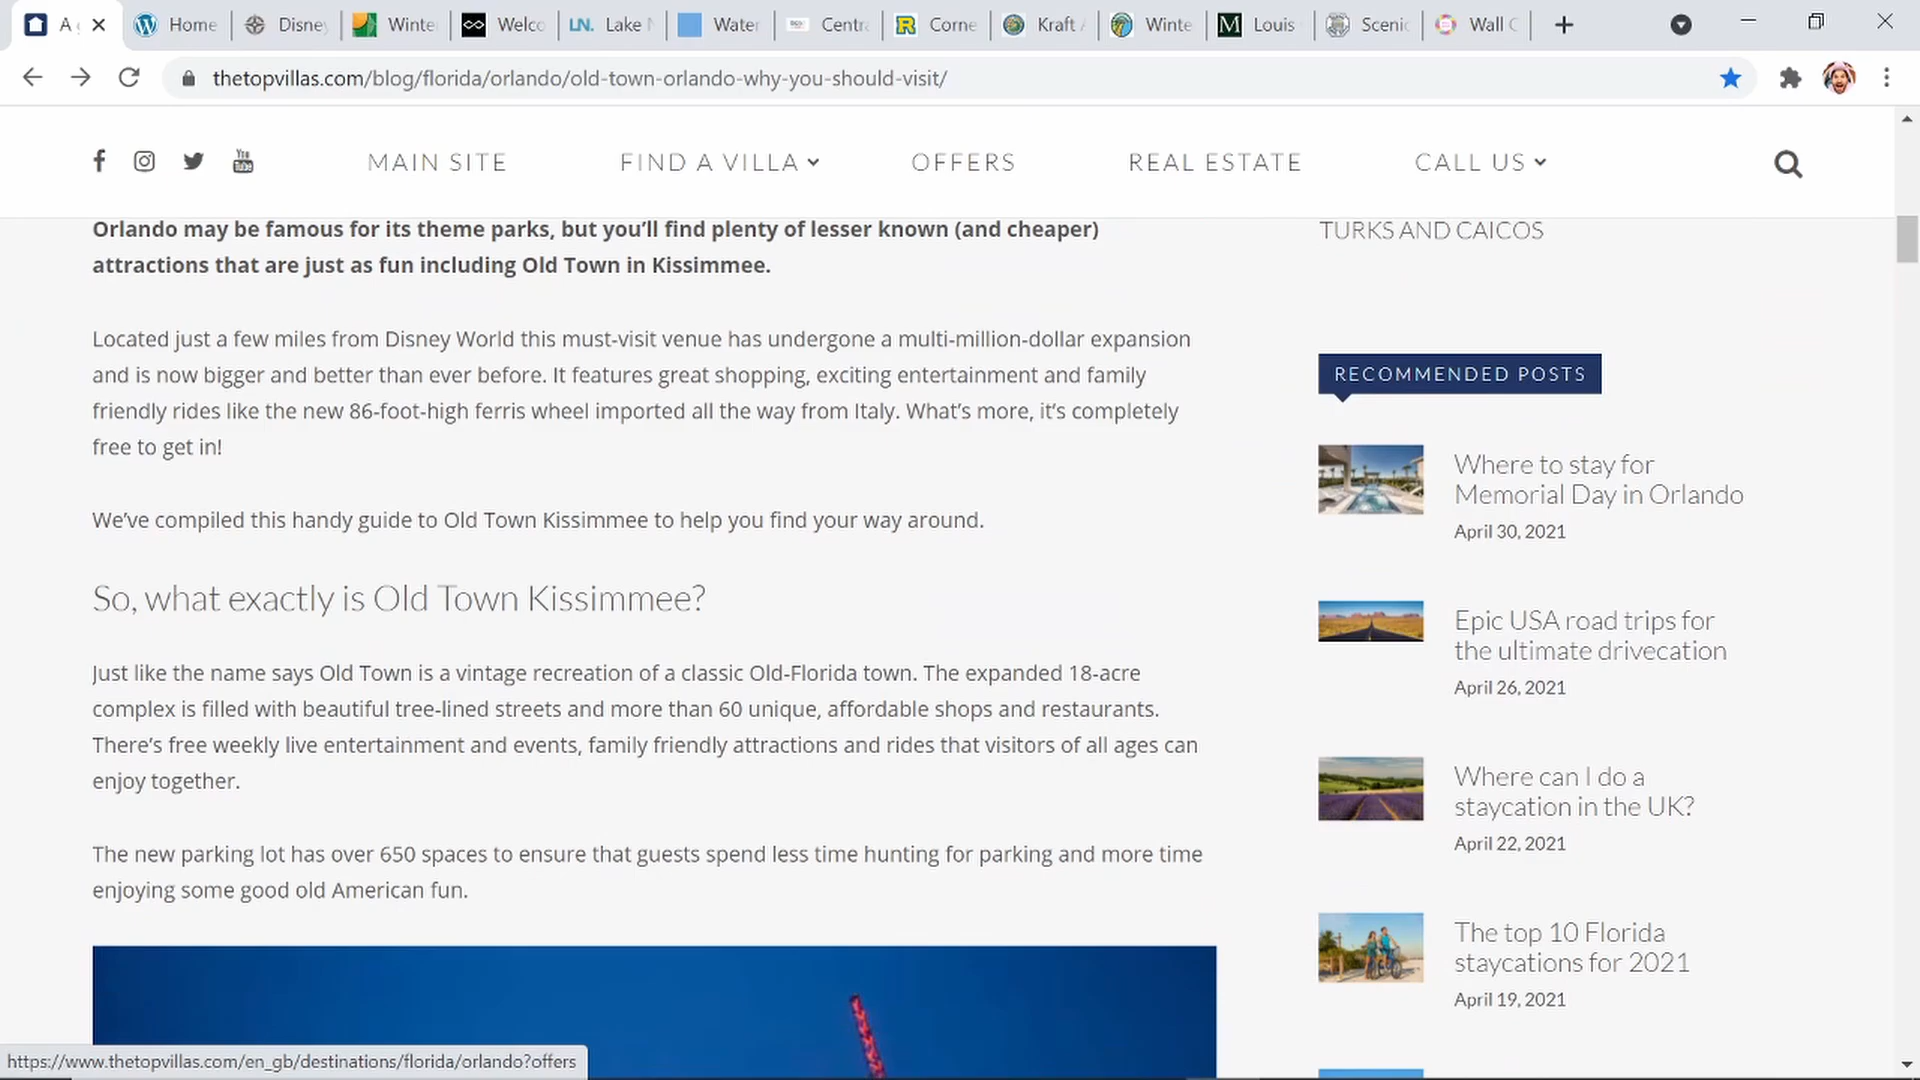 A
Home
Disney
Winte
Welco
LN.
Lake
Water
Centr
R
Corne
Kraft
Winte
M
Louis
Scenic
Wall
thetopvillas.com/blog/florida/orlando/old-town-orlando-why-you-should-visit/
You
Tube
MAIN SITE
FIND A VILLA
OFFERS
REAL ESTATE
CALL US
Orlando may be famous for its theme parks, but you’ll find plenty of lesser known (and cheaper)
attractions that are just as fun including Old Town in Kissimmee.
Located just a few miles from Disney World this must-visit venue has undergone a multi-million-dollar expansion
and is now bigger and better than ever before. It features great shopping, exciting entertainment and family
friendly rides like the new 86-foot-high ferris wheel imported all the way from Italy. What’s more, it’s completely
free to get in!
We’ve compiled this handy guide to Old Town Kissimmee to help you find your way around.
So, what exactly is Old Town Kissimmee?
Just like the name says Old Town is a vintage recreation of a classic Old-Florida town. The expanded 18-acre
complex is filled with beautiful tree-lined streets and more than 60 unique, affordable shops and restaurants.
There’s free weekly live entertainment and events, family friendly attractions and rides that visitors of all ages can
enjoy together.
The new parking lot has over 650 spaces to ensure that guests spend less time hunting for parking and more time
enjoying some good old American fun.
TURKS AND CAICOS
RECOMMENDED POSTS
Where to stay for
Memorial Day in Orlando
April 30, 2021
Epic USA road trips for
the ultimate drivecation
April 26, 2021
Where can I do a
staycation in the UK?
April 22, 2021
The top 10 Florida
staycations for 2021
April 19, 2021
https://www.thetopvillas.com/en_gb/destinations/florida/orlando?offers